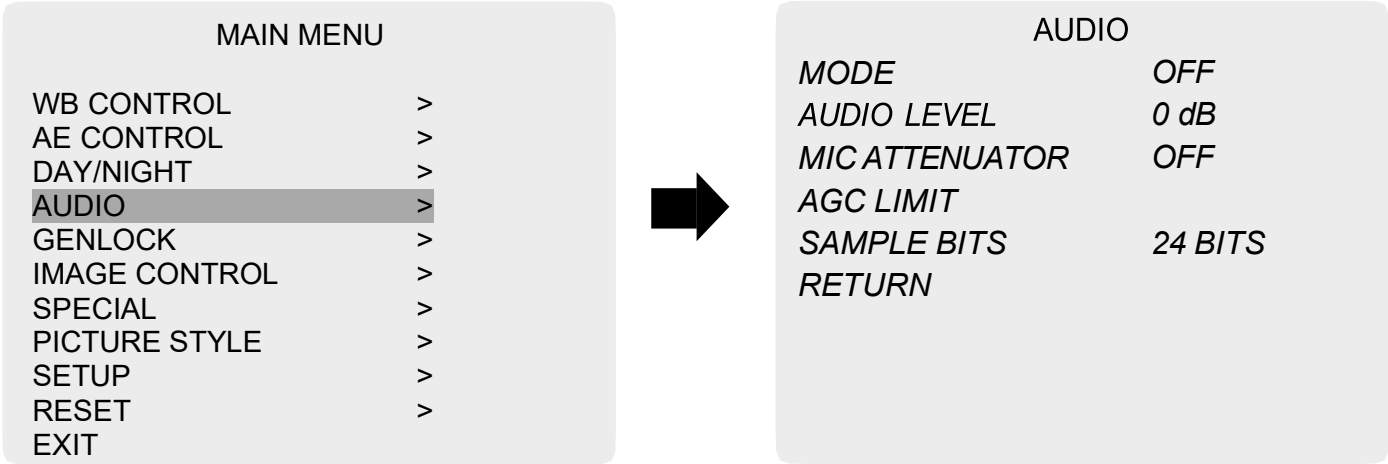 MAIN MENU
WB CONTROL >
AE CONTROL >
DAY/NIGHT >
AUDIO >
GENLOCK >
IMAGE CONTROL >
SPECIAL >
PICTURE STYLE >
SETUP >
RESET >
EXIT
AUDIO
MODE OFF
AUDIO LEVEL 0 dB
MIC ATTENUATOR OFF
AGC LIMIT
SAMPLE BITS 24 BITS
RETURN